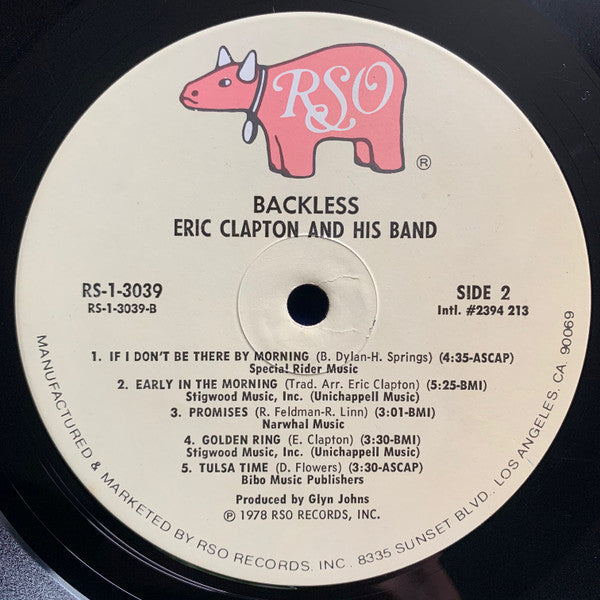 RSO
®
BACKLESS
ERIC CLAPTON AND HIS BAND
RS-1-3039
RS-1-3039-B
SIDE 2
Intl. #2394 213
1. IF I DON'T BE THERE BY MORNING (B. Dylan-H. Springs) (4:35-ASCAP)
Special Rider Music
2. EARLY IN THE MORNING (Trad. Arr. Eric Clapton) (5:25-BMI)
Stigwood Music, Inc. (Unichappell Music)
3. PROMISES (R. Feldman-R. Linn) (3:01-BMI)
Narwhal Music
4. GOLDEN RING (E. Clapton) (3:30-BMI)
Stigwood Music, Inc. (Unichappell Music)
5. TULSA TIME (D. Flowers) (3:30-ASCAP)
Bibo Music Publishers
Produced by Glyn Johns
℗ 1978 RSO RECORDS, INC.
MANUFACTURED & MARKETED BY RSO RECORDS, INC., 8335 SUNSET BLVD., LOS ANGELES, CA 90069